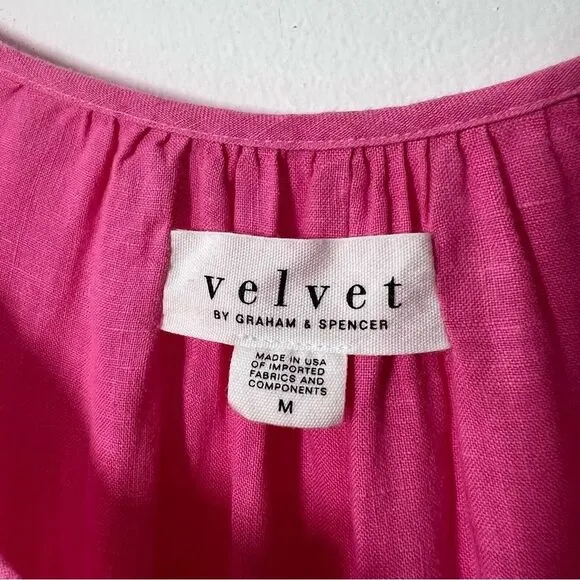 velvet
BY GRAHAM & SPENCER
MADE IN USA
OF IMPORTED
FABRICS AND
COMPONENTS
M